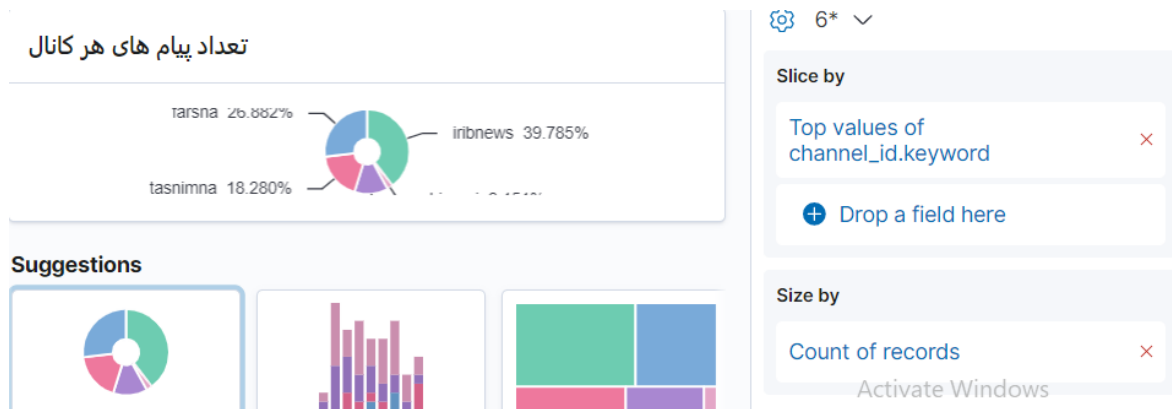 تعداد پیام های هر کانال
farsna 26.882%
iribnews 39.785%
tasnimna 18.280%
Suggestions
6*
Slice by
Top values of
channel_id.keyword
Drop a field here
Size by
Count of records
Activate Windows